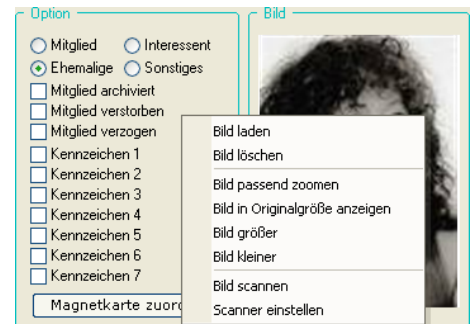 Option
Bild
Mitglied
Interessent
Ehemalige
Sonstiges
Mitglied archiviert
Mitglied verstorben
Mitglied verzogen
Kennzeichen 1
Kennzeichen 2
Kennzeichen 3
Kennzeichen 4
Kennzeichen 5
Kennzeichen 6
Kennzeichen 7
Magnetkarte
Bild laden
Bild löschen
Bild passend zoomen
Bild in Originalgröße anzeigen
Bild größer
Bild kleiner
Bild scannen
Scanner einstellen